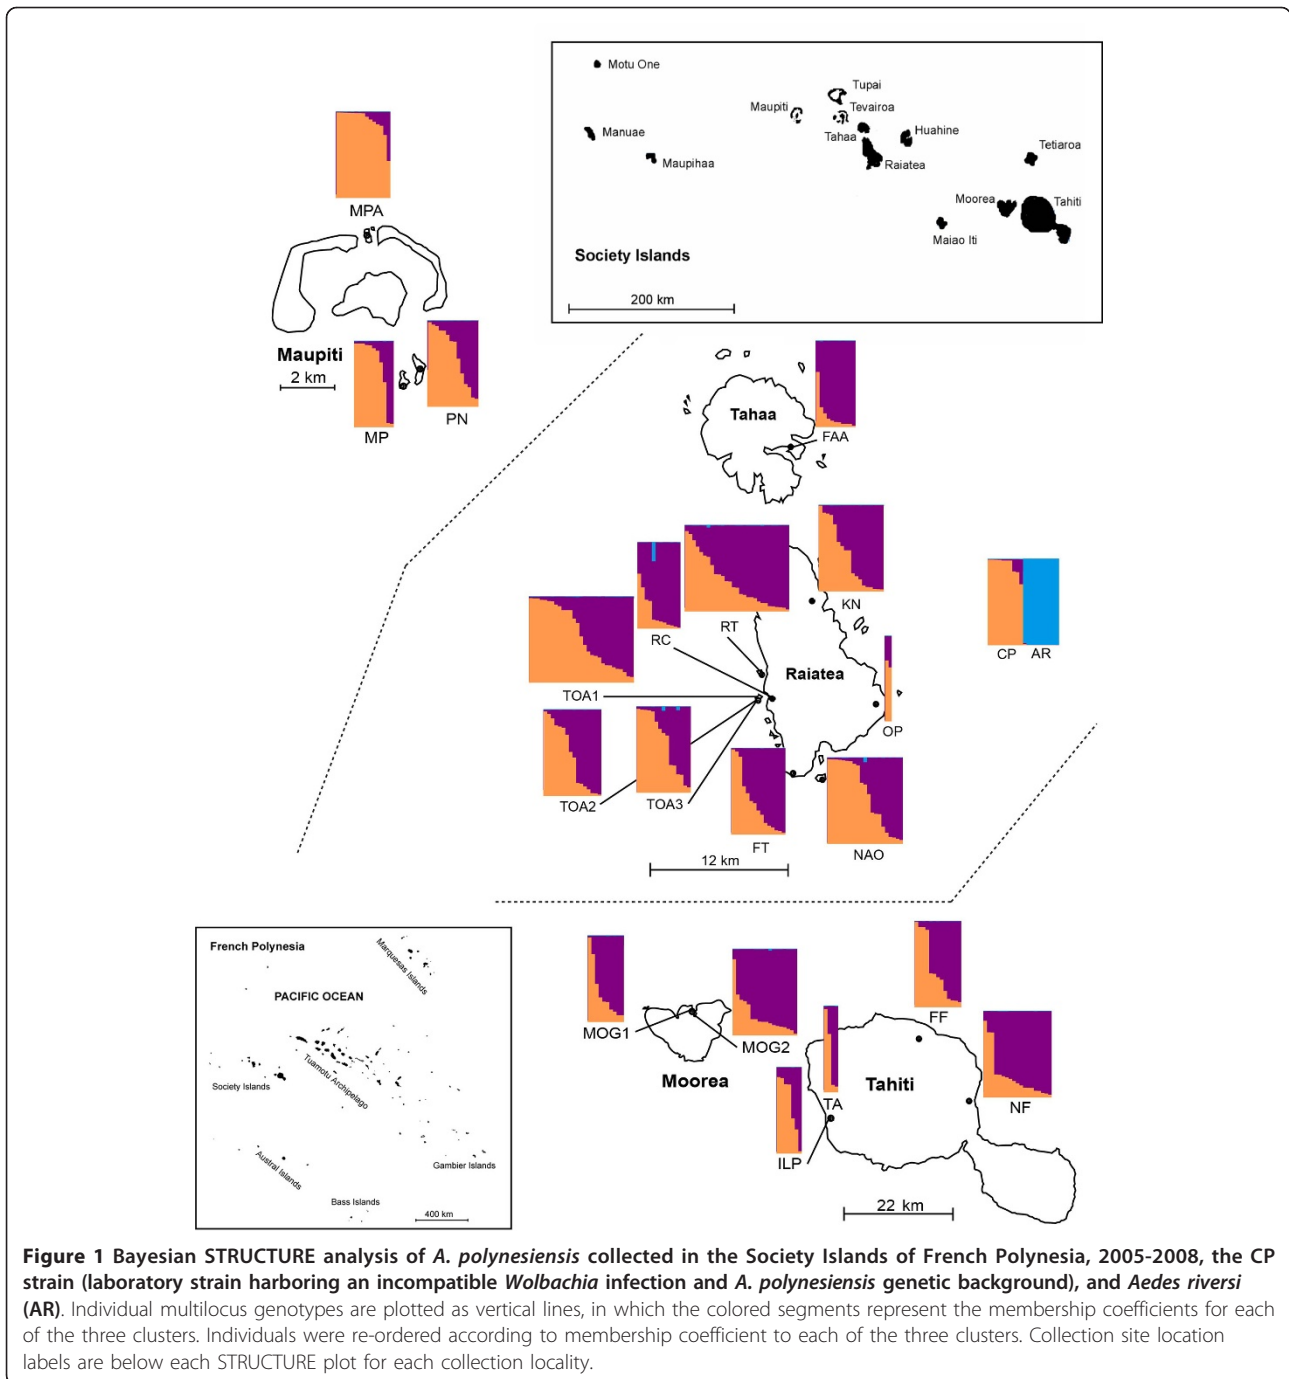 Motu One
Tupai
Maupiti
Tevairoa
Manuae
Tahaa
Huahine
Maupihaa
Raiatea
Tetiaroa
Moorea
Tahiti
Maiao Iti
Society Islands
200 km
MPA
Maupiti
2 km
MP
PN
Tahaa
FAA
KN
RC
RT
CP
AR
Raiatea
TOA1
OP
TOA2
TOA3
FT
NAO
12 km
French Polynesia
Marquesas Islands
PACIFIC OCEAN
Society Islands
Tuamotu Archipelago
Austral Islands
Gambier Islands
Bass Islands
400 km
MOG1
MOG2
Moorea
FF
TA
Tahiti
NF
ILP
22 km
Figure 1 Bayesian STRUCTURE analysis of A. polynesiensis collected in the Society Islands of French Polynesia, 2005-2008, the CP
strain (laboratory strain harboring an incompatible Wolbachia infection and A. polynesiensis genetic background), and Aedes riversi
(AR). Individual multilocus genotypes are plotted as vertical lines, in which the colored segments represent the membership coefficients for each
of the three clusters. Individuals were re-ordered according to membership coefficient to each of the three clusters. Collection site location
labels are below each STRUCTURE plot for each collection locality.